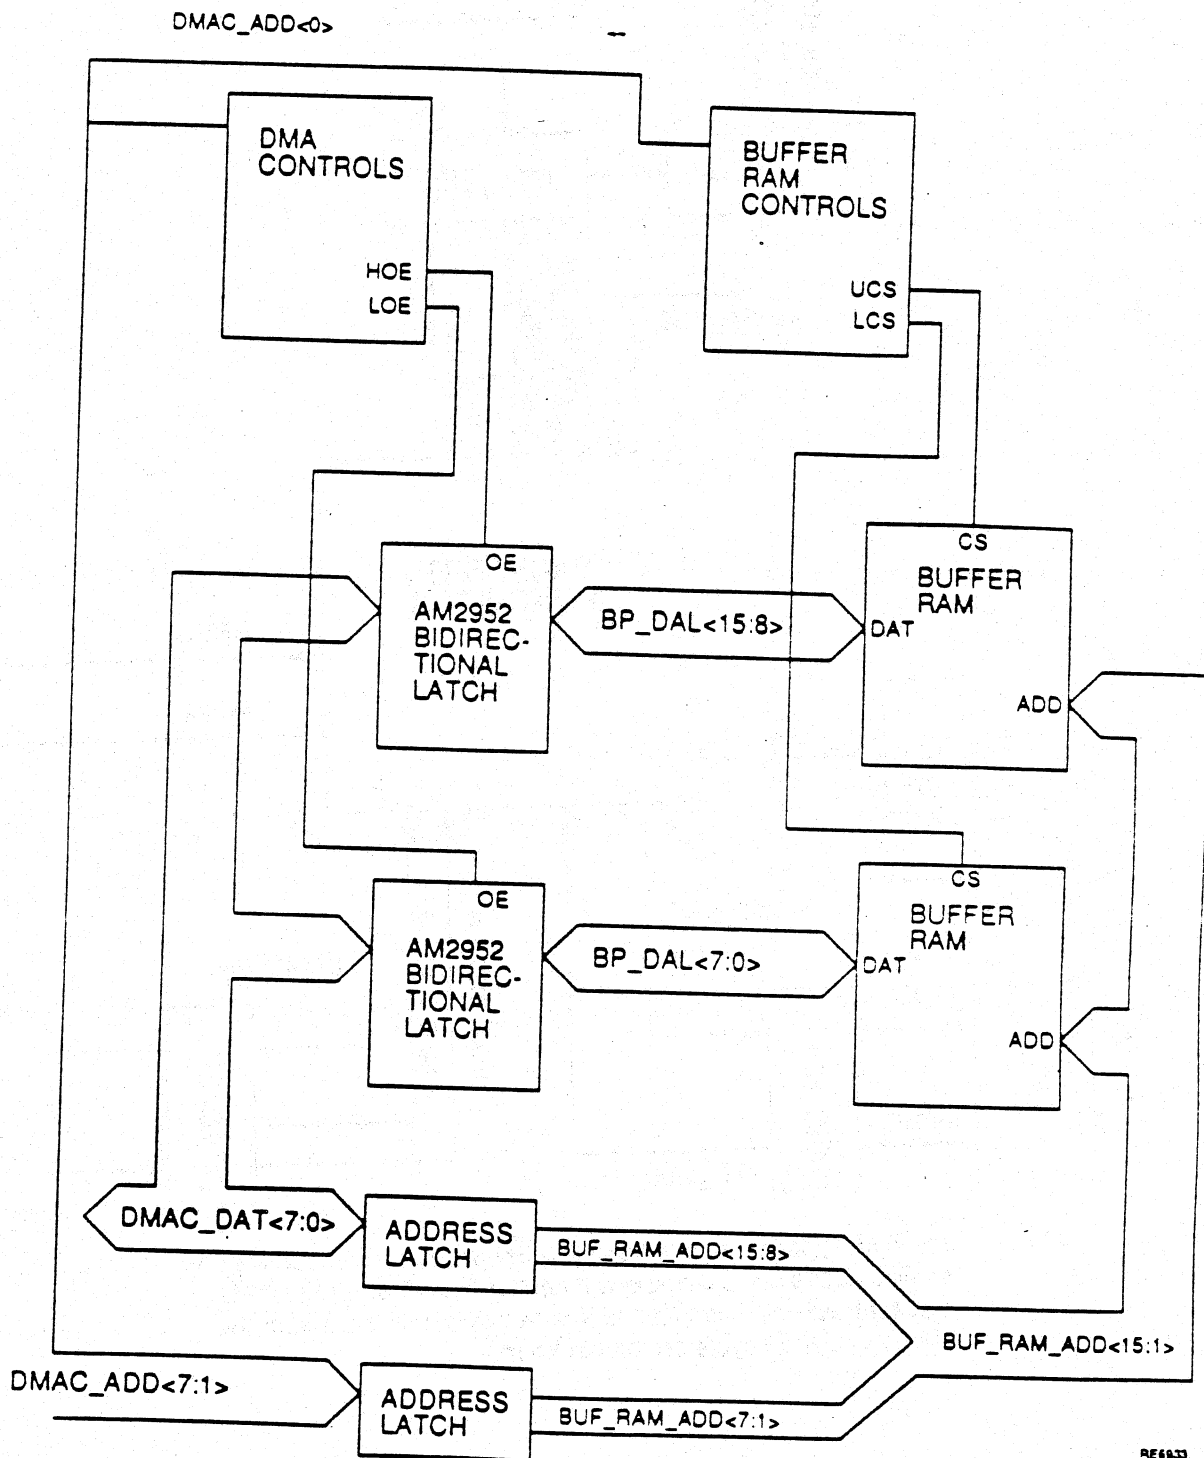 DMAC_ADD<0>
DMA
CONTROLS
HOE
LOE
BUFFER
RAM
CONTROLS
UCS
LCS
OE
AM2952
BIDIREC-
TIONAL
LATCH
BP_DAL<15:8>
CS
BUFFER
RAM
DAT
ADD
OE
AM2952
BIDIREC-
TIONAL
LATCH
BP_DAL<7:0>
CS
BUFFER
RAM
DAT
ADD
DMAC_DAT<7:0>
ADDRESS
LATCH
BUF_RAM_ADD<15:8>
BUF_RAM_ADD<15:1>
DMAC_ADD<7:1>
ADDRESS
LATCH
BUF_RAM_ADD<7:1>